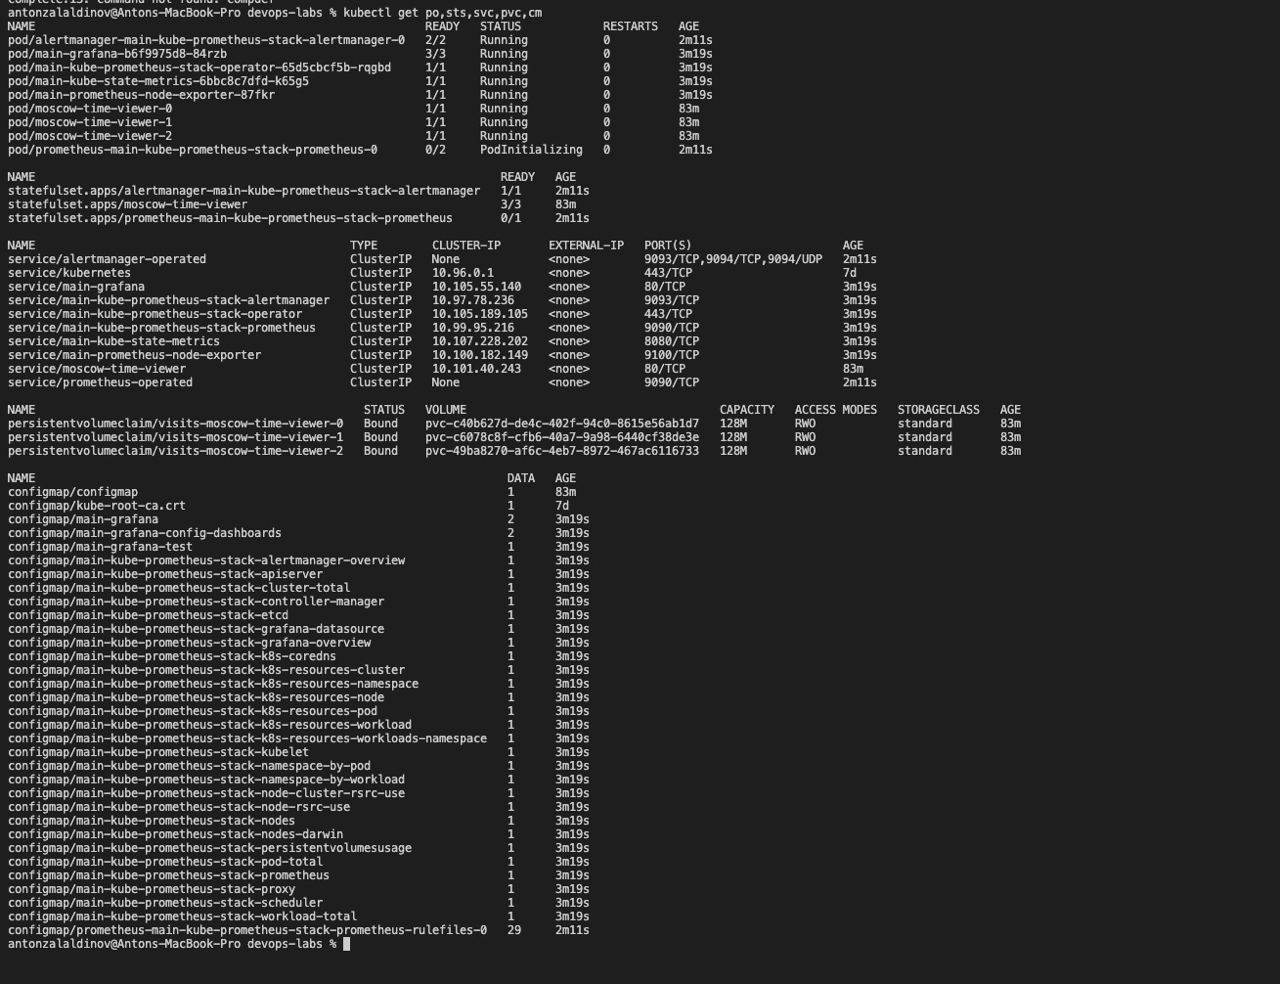 antonzalaldinov@Antons-MacBook-Pro devops-labs % kubectl get po,sts,svc,pvc,cm
NAME READY STATUS RESTARTS AGE
pod/alertmanager-main-kube-prometheus-stack-alertmanager-0 2/2 Running 0 2m11s
pod/main-grafana-b6f9975d8-84rzb 3/3 Running 0 3m19s
pod/main-kube-prometheus-stack-operator-65d5cbcf5b-rqgbd 1/1 Running 0 3m19s
pod/main-kube-state-metrics-6bbc8c7dfd-k65g5 1/1 Running 0 3m19s
pod/main-prometheus-node-exporter-87fkr 1/1 Running 0 3m19s
pod/moscow-time-viewer-0 1/1 Running 0 83m
pod/moscow-time-viewer-1 1/1 Running 0 83m
pod/moscow-time-viewer-2 1/1 Running 0 83m
pod/prometheus-main-kube-prometheus-stack-prometheus-0 0/2 PodInitializing 0 2m11s
NAME READY AGE
statefulset.apps/alertmanager-main-kube-prometheus-stack-alertmanager 1/1 2m11s
statefulset.apps/moscow-time-viewer 3/3 83m
statefulset.apps/prometheus-main-kube-prometheus-stack-prometheus 0/1 2m11s
NAME TYPE CLUSTER-IP EXTERNAL-IP PORT(S) AGE
service/alertmanager-operated ClusterIP None <none> 9093/TCP,9094/TCP,9094/UDP 2m11s
service/kubernetes ClusterIP 10.96.0.1 <none> 443/TCP 7d
service/main-grafana ClusterIP 10.105.55.140 <none> 80/TCP 3m19s
service/main-kube-prometheus-stack-alertmanager ClusterIP 10.97.78.236 <none> 9093/TCP 3m19s
service/main-kube-prometheus-stack-operator ClusterIP 10.105.189.105 <none> 443/TCP 3m19s
service/main-kube-prometheus-stack-prometheus ClusterIP 10.99.95.216 <none> 9090/TCP 3m19s
service/main-kube-state-metrics ClusterIP 10.107.228.202 <none> 8080/TCP 3m19s
service/main-prometheus-node-exporter ClusterIP 10.100.182.149 <none> 9100/TCP 3m19s
service/moscow-time-viewer ClusterIP 10.101.40.243 <none> 80/TCP 83m
service/prometheus-operated ClusterIP None <none> 9090/TCP 2m11s
NAME STATUS VOLUME CAPACITY ACCESS MODES STORAGECLASS AGE
persistentvolumeclaim/visits-moscow-time-viewer-0 Bound pvc-c40b627d-de4c-402f-94c0-8615e56ab1d7 128M RWO standard 83m
persistentvolumeclaim/visits-moscow-time-viewer-1 Bound pvc-c6078c8f-cfb6-40a7-9a98-6440cf38de3e 128M RWO standard 83m
persistentvolumeclaim/visits-moscow-time-viewer-2 Bound pvc-49ba8270-af6c-4eb7-8972-467ac6116733 128M RWO standard 83m
NAME DATA AGE
configmap/configmap 1 83m
configmap/kube-root-ca.crt 1 7d
configmap/main-grafana 2 3m19s
configmap/main-grafana-config-dashboards 2 3m19s
configmap/main-grafana-test 1 3m19s
configmap/main-kube-prometheus-stack-alertmanager-overview 1 3m19s
configmap/main-kube-prometheus-stack-apiserver 1 3m19s
configmap/main-kube-prometheus-stack-cluster-total 1 3m19s
configmap/main-kube-prometheus-stack-controller-manager 1 3m19s
configmap/main-kube-prometheus-stack-etcd 1 3m19s
configmap/main-kube-prometheus-stack-grafana-datasource 1 3m19s
configmap/main-kube-prometheus-stack-grafana-overview 1 3m19s
configmap/main-kube-prometheus-stack-k8s-coredns 1 3m19s
configmap/main-kube-prometheus-stack-k8s-resources-cluster 1 3m19s
configmap/main-kube-prometheus-stack-k8s-resources-namespace 1 3m19s
configmap/main-kube-prometheus-stack-k8s-resources-node 1 3m19s
configmap/main-kube-prometheus-stack-k8s-resources-pod 1 3m19s
configmap/main-kube-prometheus-stack-k8s-resources-workload 1 3m19s
configmap/main-kube-prometheus-stack-k8s-resources-workloads-namespace 1 3m19s
configmap/main-kube-prometheus-stack-kubelet 1 3m19s
configmap/main-kube-prometheus-stack-namespace-by-pod 1 3m19s
configmap/main-kube-prometheus-stack-namespace-by-workload 1 3m19s
configmap/main-kube-prometheus-stack-node-cluster-rsrc-use 1 3m19s
configmap/main-kube-prometheus-stack-node-rsrc-use 1 3m19s
configmap/main-kube-prometheus-stack-nodes 1 3m19s
configmap/main-kube-prometheus-stack-nodes-darwin 1 3m19s
configmap/main-kube-prometheus-stack-persistentvolumesusage 1 3m19s
configmap/main-kube-prometheus-stack-pod-total 1 3m19s
configmap/main-kube-prometheus-stack-prometheus 1 3m19s
configmap/main-kube-prometheus-stack-proxy 1 3m19s
configmap/main-kube-prometheus-stack-scheduler 1 3m19s
configmap/main-kube-prometheus-stack-workload-total 1 3m19s
configmap/prometheus-main-kube-prometheus-stack-prometheus-rulefiles-0 29 2m11s
antonzalaldinov@Antons-MacBook-Pro devops-labs %